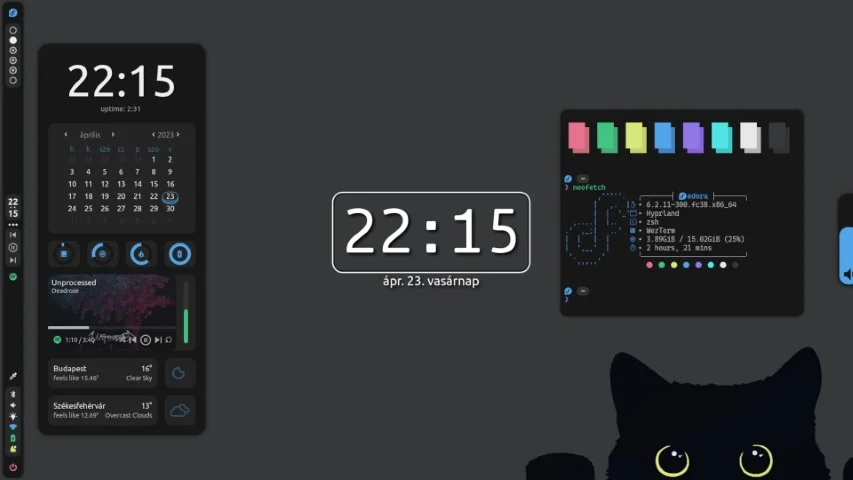 22:15
uptime: 2:31
‹ április › ‹ 2023 ›
h k sze cs p szo v
1 2
3 4 5 6 7 8 9
10 11 12 13 14 15 16
17 18 19 20 21 22 23
24 25 26 27 28 29 30
Unprocessed
Deadrose
1:10 / 3:40
Budapest 16°
feels like 15.46° Clear Sky
Székesfehérvár 13°
feels like 12.69° Overcast Clouds
22
15
22:15
ápr. 23. vasárnap
neofetch
edora
6.2.11-300.fc38.x86_64
Hyprland
zsh
WezTerm
3.89GiB / 15.02GiB (25%)
2 hours, 21 mins